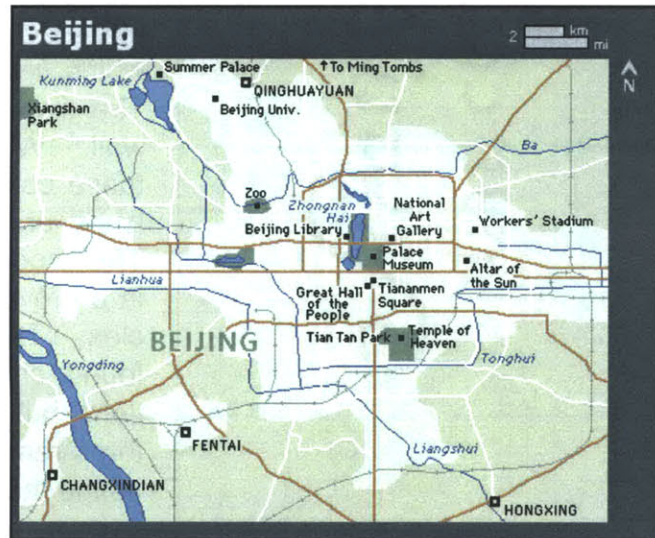 Beijing
2 km
mi
N
Kunming Lake
Summer Palace
↑To Ming Tombs
QINGHUAYUAN
Xiangshan
Park
Beijing Univ.
Ba
Zoo
Zhongnan
Hai
National
Art
Gallery
Workers' Stadium
Beijing Library
Palace
Museum
Altar of
the Sun
Lianhua
Great Hall
of the
People
Tiananmen
Square
BEIJING
Tian Tan Park
Temple of
Heaven
Yongding
Tonghui
FENTAI
Liangshui
CHANGXINDIAN
HONGXING